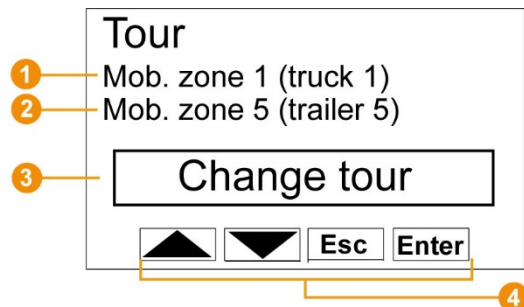 Tour
1 Mob. zone 1 (truck 1)
2 Mob. zone 5 (trailer 5)
3 Change tour
Esc Enter
4